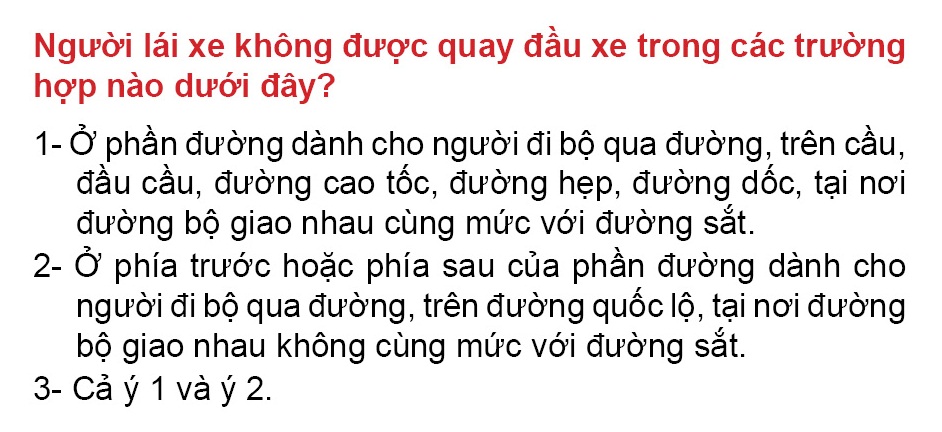 Người lái xe không được quay đầu xe trong các trường
hợp nào dưới đây?
1- Ở phần đường dành cho người đi bộ qua đường, trên cầu,
đầu cầu, đường cao tốc, đường hẹp, đường dốc, tại nơi
đường bộ giao nhau cùng mức với đường sắt.
2- Ở phía trước hoặc phía sau của phần đường dành cho
người đi bộ qua đường, trên đường quốc lộ, tại nơi đường
bộ giao nhau không cùng mức với đường sắt.
3- Cả ý 1 và ý 2.